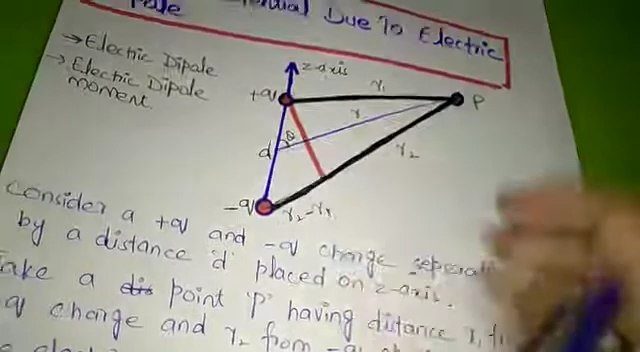 Due To Electric
→ Electric Dipole
→ Electric Dipole
moment.
z-axis
+q
r₁
P
r
θ
d
r₂
-q
r₂-r₁
Consider a +q and -q charge
by a distance 'd' placed on z-axis.
a point 'P' having distance r₁
q charge and r₂ from -q